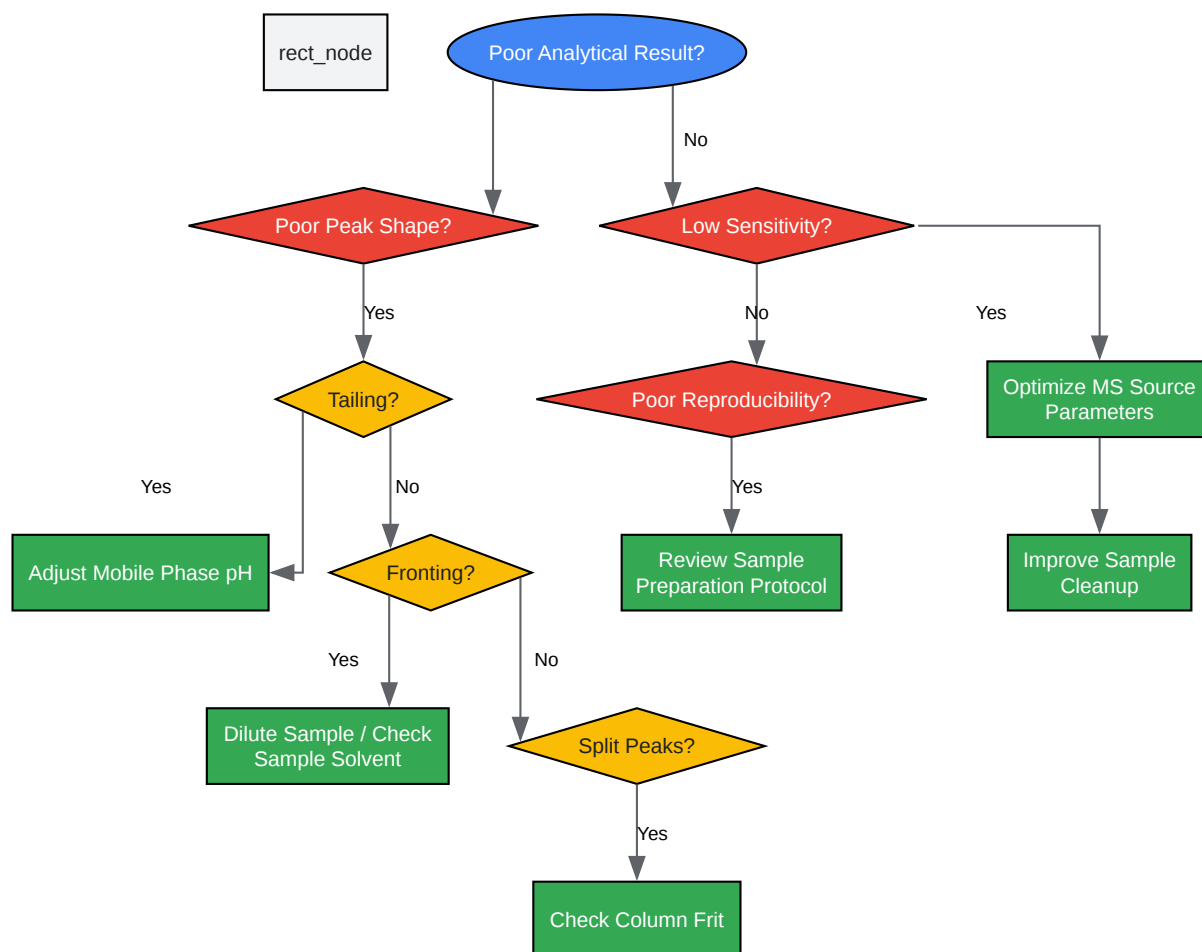 rect_node
Poor Analytical Result?
No
Poor Peak Shape?
Low Sensitivity?
Yes
No
Yes
Tailing?
Poor Reproducibility?
Optimize MS Source
Parameters
Yes
No
Yes
Adjust Mobile Phase pH
Fronting?
Review Sample
Preparation Protocol
Improve Sample
Cleanup
Yes
No
Dilute Sample / Check
Sample Solvent
Split Peaks?
Yes
Check Column Frit